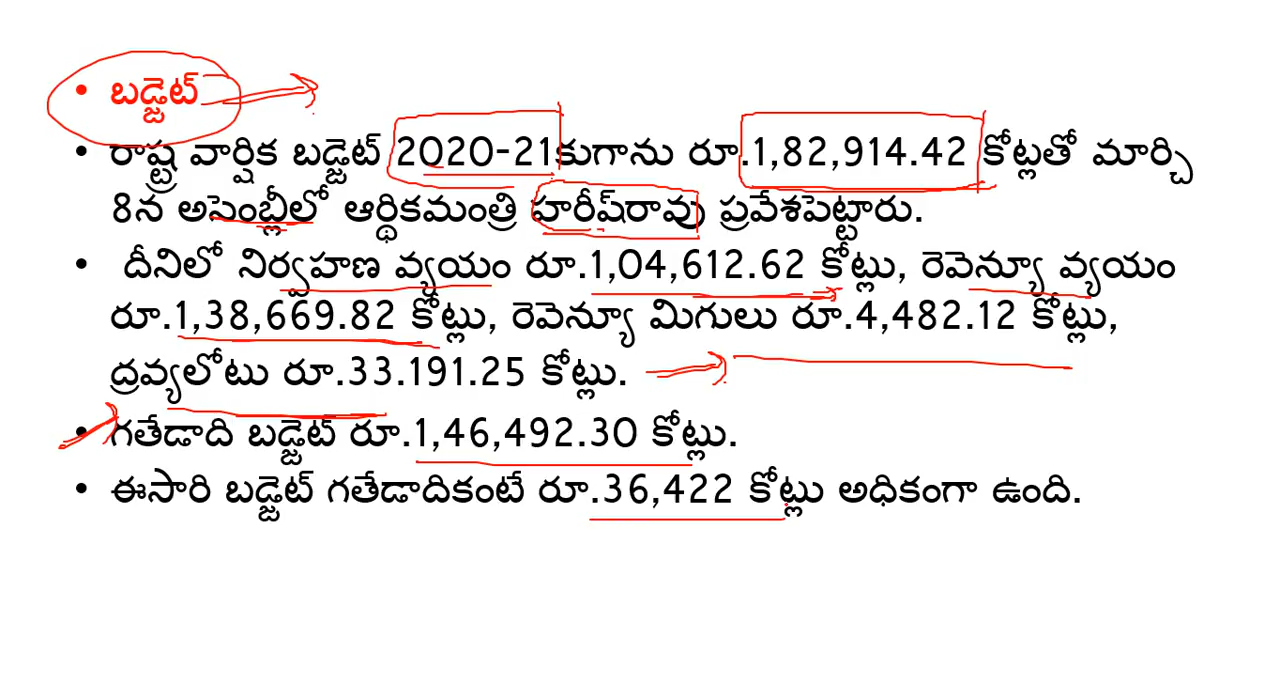 • బడ్జెట్
• రాష్ట్ర వార్షిక బడ్జెట్ 2020-21కుగాను రూ.1,82,914.42 కోట్లతో మార్చి
8న అసెంబ్లీలో ఆర్థికమంత్రి హరీష్‌రావు ప్రవేశపెట్టారు.
• దీనిలో నిర్వహణ వ్యయం రూ.1,04,612.62 కోట్లు, రెవెన్యూ వ్యయం
రూ.1,38,669.82 కోట్లు, రెవెన్యూ మిగులు రూ.4,482.12 కోట్లు,
ద్రవ్యలోటు రూ.33.191.25 కోట్లు.
• గతేడాది బడ్జెట్ రూ.1,46,492.30 కోట్లు.
• ఈసారి బడ్జెట్ గతేడాదికంటే రూ.36,422 కోట్లు అధికంగా ఉంది.